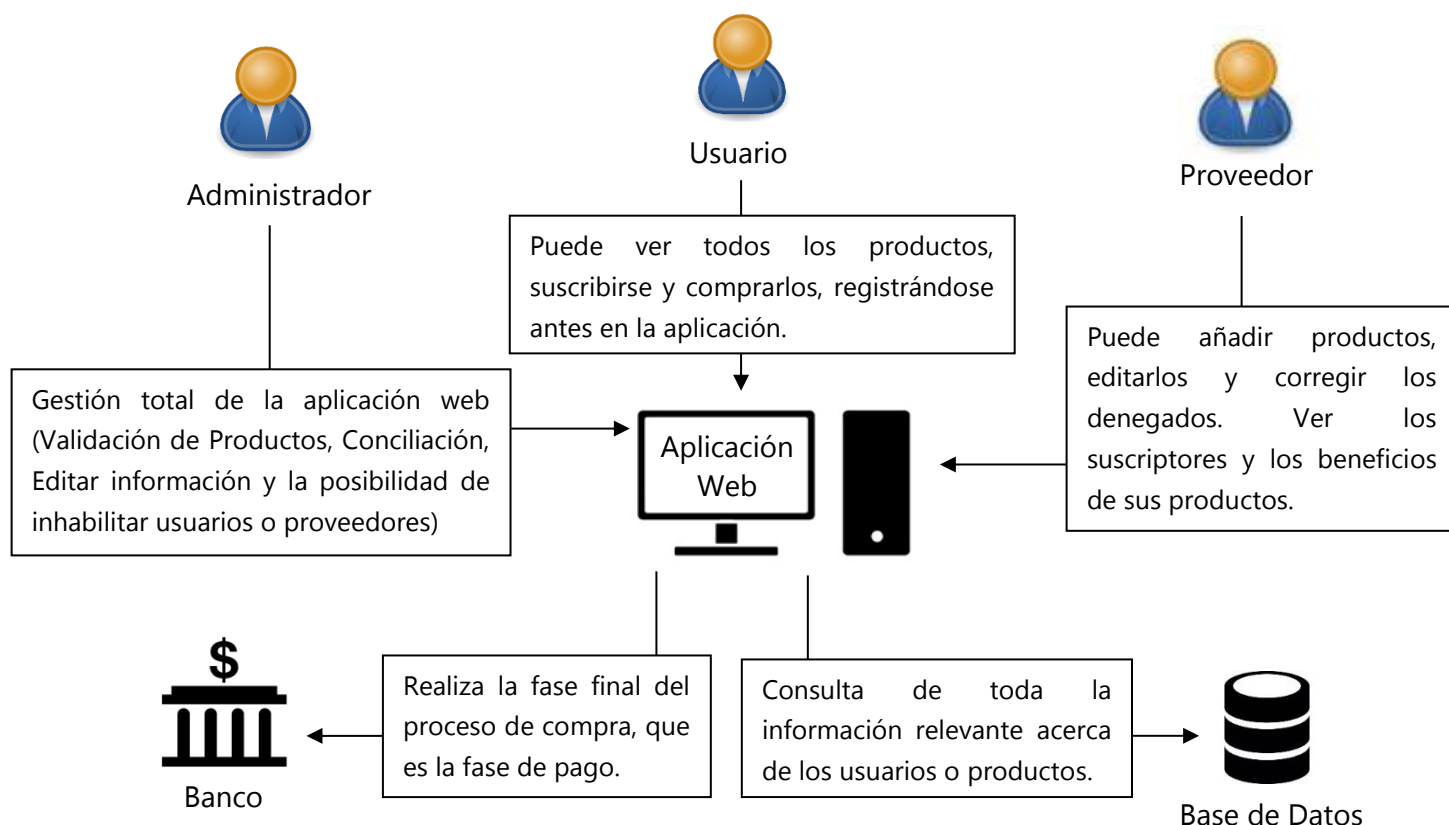 Usuario
Administrador
Proveedor
Puede ver todos los productos,
suscribirse y comprarlos, registrándose
antes en la aplicación.
Gestión total de la aplicación web
(Validación de Productos, Conciliación,
Editar información y la posibilidad de
inhabilitar usuarios o proveedores)
Puede añadir productos,
editarlos y corregir los
denegados. Ver los
suscriptores y los beneficios
de sus productos.
Aplicación
Web
$
Banco
Realiza la fase final del
proceso de compra, que
es la fase de pago.
Consulta de toda la
información relevante acerca
de los usuarios o productos.
Base de Datos